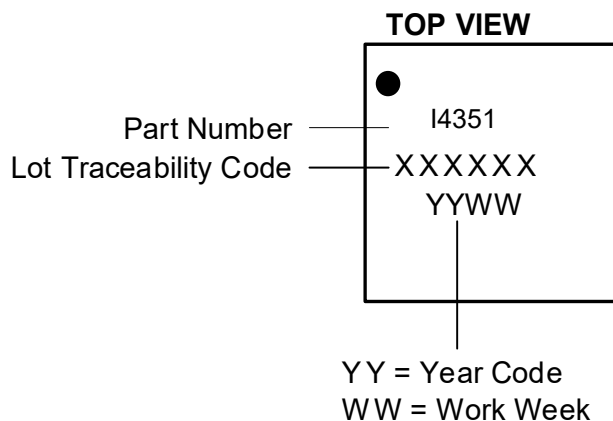 TOP VIEW
Part Number
I4351
Lot Traceability Code
XXXXXX
YYWW
YY = Year Code
WW = Work Week